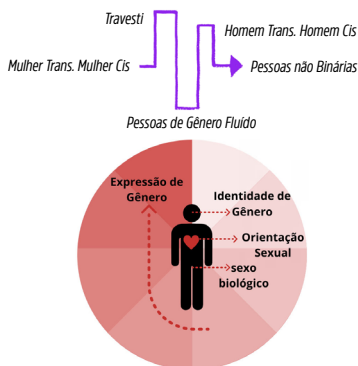 Travesti
Homem Trans. Homem Cis
Mulher Trans. Mulher Cis
Pessoas não Binárias
Pessoas de Gênero Fluído
Expressão de
Gênero
Identidade de
Gênero
Orientação
Sexual
sexo
biológico